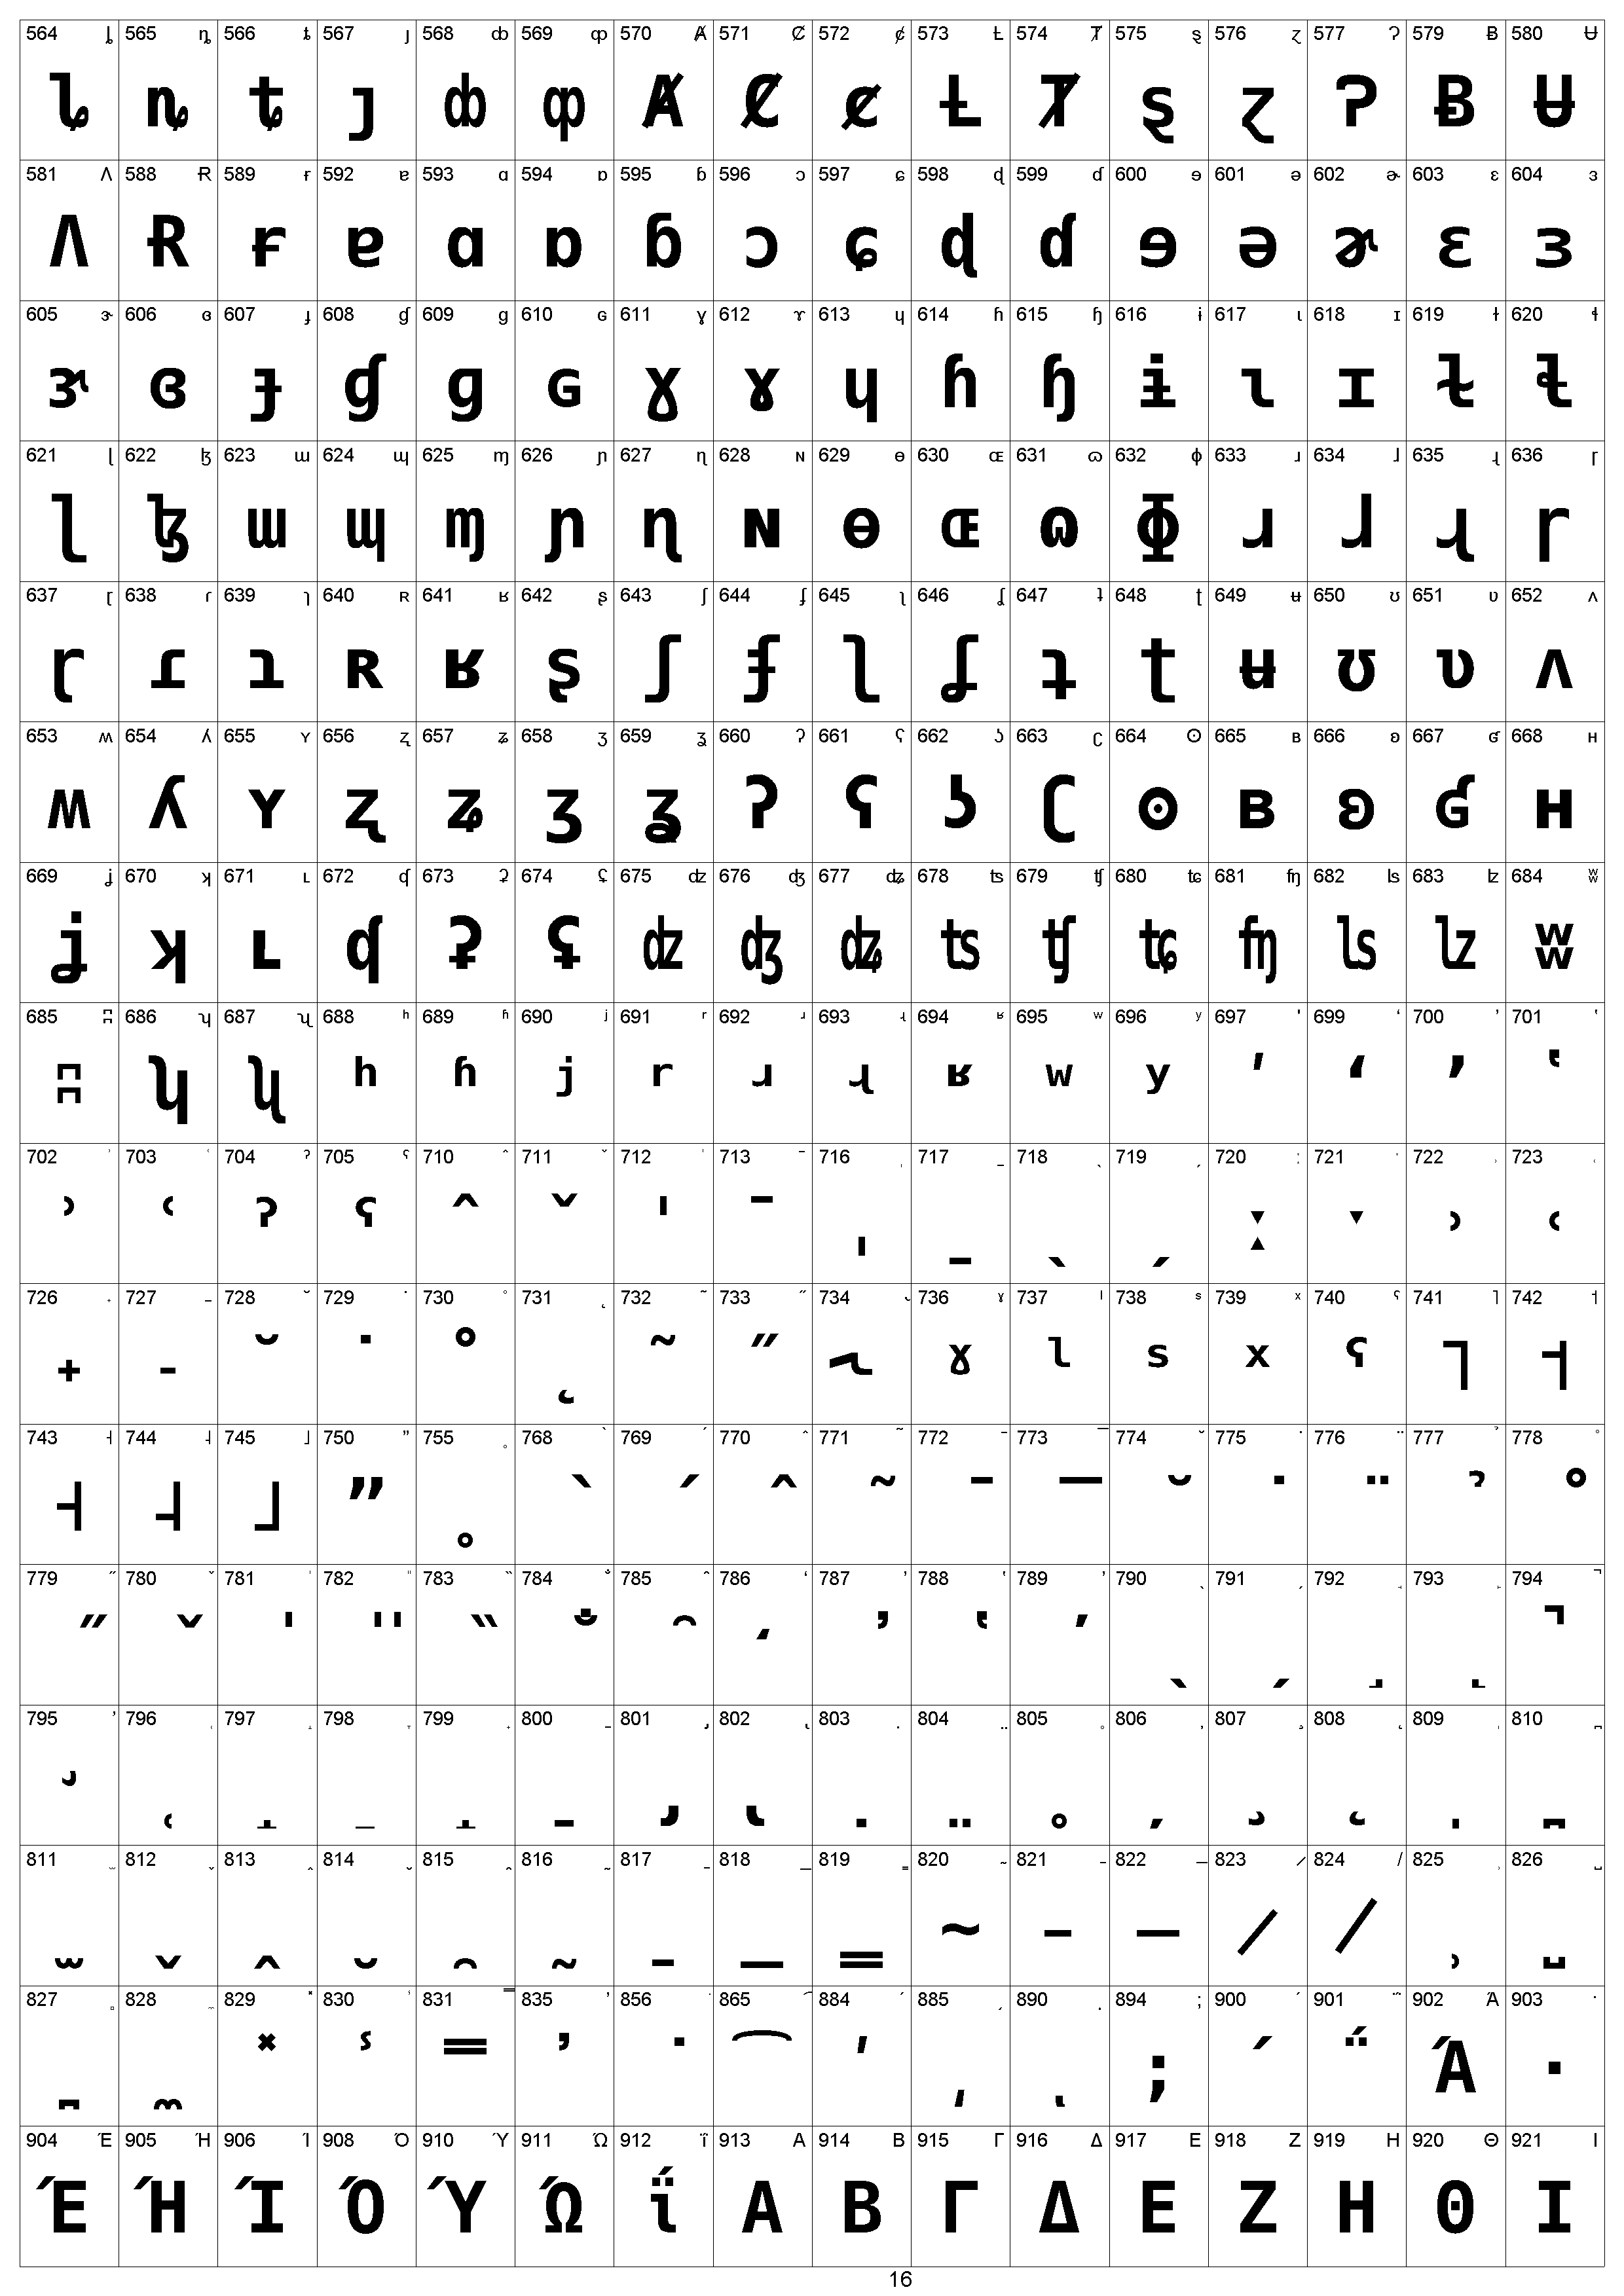 564 ȴ 565 ȵ 566 ȶ 567 ȷ 568 ȸ 569 ȹ 570 Ⱥ 571 Ȼ 572 ȼ 573 Ƚ 574 Ⱦ 575 ȿ 576 ɀ 577 Ɂ 579 Ƀ 580 Ʉ
ȴ ȵ ȶ ȷ ȸ ȹ Ⱥ Ȼ ȼ Ƚ Ⱦ ȿ ɀ Ɂ Ƀ Ʉ
581 Ʌ 588 Ɍ 589 ɍ 592 ɐ 593 ɑ 594 ɒ 595 ɓ 596 ɔ 597 ɕ 598 ɖ 599 ɗ 600 ɘ 601 ə 602 ɚ 603 ɛ 604 ɜ
Ʌ Ɍ ɍ ɐ ɑ ɒ ɓ ɔ ɕ ɖ ɗ ɘ ə ɚ ɛ ɜ
605 ɝ 606 ɞ 607 ɟ 608 ɠ 609 ɡ 610 ɢ 611 ɣ 612 ɤ 613 ɥ 614 ɦ 615 ɧ 616 ɨ 617 ɩ 618 ɪ 619 ɫ 620 ɬ
ɝ ɞ ɟ ɠ ɡ ɢ ɣ ɤ ɥ ɦ ɧ ɨ ɩ ɪ ɫ ɬ
621 ɭ 622 ɮ 623 ɯ 624 ɰ 625 ɱ 626 ɲ 627 ɳ 628 ɴ 629 ɵ 630 ɶ 631 ɷ 632 ɸ 633 ɹ 634 ɺ 635 ɻ 636 ɼ
ɭ ɮ ɯ ɰ ɱ ɲ ɳ ɴ ɵ ɶ ɷ ɸ ɹ ɺ ɻ ɼ
637 ɽ 638 ɾ 639 ɿ 640 ʀ 641 ʁ 642 ʂ 643 ʃ 644 ʄ 645 ʅ 646 ʆ 647 ʇ 648 ʈ 649 ʉ 650 ʊ 651 ʋ 652 ʌ
ɽ ɾ ɿ ʀ ʁ ʂ ʃ ʄ ʅ ʆ ʇ ʈ ʉ ʊ ʋ ʌ
653 ʍ 654 ʎ 655 ʏ 656 ʐ 657 ʑ 658 ʒ 659 ʓ 660 ʔ 661 ʕ 662 ʖ 663 ʗ 664 ʘ 665 ʙ 666 ʚ 667 ʛ 668 ʜ
ʍ ʎ ʏ ʐ ʑ ʒ ʓ ʔ ʕ ʖ ʗ ʘ ʙ ʚ ʛ ʜ
669 ʝ 670 ʞ 671 ʟ 672 ʠ 673 ʡ 674 ʢ 675 ʣ 676 ʤ 677 ʥ 678 ʦ 679 ʧ 680 ʨ 681 ʩ 682 ʪ 683 ʫ 684 ʬ
ʝ ʞ ʟ ʠ ʡ ʢ ʣ ʤ ʥ ʦ ʧ ʨ ʩ ʪ ʫ ʬ
685 ʭ 686 ʮ 687 ʯ 688 ʰ 689 ʱ 690 ʲ 691 ʳ 692 ʴ 693 ʵ 694 ʶ 695 ʷ 696 ʸ 697 ʹ 699 ʻ 700 ʼ 701 ʽ
ʭ ʮ ʯ ʰ ʱ ʲ ʳ ʴ ʵ ʶ ʷ ʸ ʹ ʻ ʼ ʽ
702 ʾ 703 ʿ 704 ˀ 705 ˁ 710 ˆ 711 ˇ 712 ˈ 713 ˉ 716 ˌ 717 ˍ 718 ˎ 719 ˏ 720 ː 721 ˑ 722 ˒ 723 ˓
ʾ ʿ ˀ ˁ ˆ ˇ ˈ ˉ ˌ ˍ ˎ ˏ ː ˑ ˒ ˓
726 ˖ 727 ˗ 728 ˘ 729 ˙ 730 ˚ 731 ˛ 732 ˜ 733 ˝ 734 ˞ 736 ˠ 737 ˡ 738 ˢ 739 ˣ 740 ˤ 741 ˥ 742 ˦
˖ ˗ ˘ ˙ ˚ ˛ ˜ ˝ ˞ ˠ ˡ ˢ ˣ ˤ ˥ ˦
743 ˧ 744 ˨ 745 ˩ 750 ˮ 755 ˳ 768 ̀ 769 ́ 770 ̂ 771 ̃ 772 ̄ 773 ̅ 774 ̆ 775 ̇ 776 ̈ 777 ̉ 778 ̊
˧ ˨ ˩ ˮ ˳ ̀ ́ ̂ ̃ ̄ ̅ ̆ ̇ ̈ ̉ ̊
779 ̋ 780 ̌ 781 ̍ 782 ̎ 783 ̏ 784 ̐ 785 ̑ 786 ̒ 787 ̓ 788 ̔ 789 ̕ 790 ̖ 791 ̗ 792 ̘ 793 ̙ 794 ̚
̋ ̌ ̍ ̎ ̏ ̐ ̑ ̒ ̓ ̔ ̕ ̖ ̗ ̘ ̙ ̚
795 ̛ 796 ̜ 797 ̝ 798 ̞ 799 ̟ 800 ̠ 801 ̡ 802 ̢ 803 ̣ 804 ̤ 805 ̥ 806 ̦ 807 ̧ 808 ̨ 809 ̩ 810 ̪
̛ ̜ ̝ ̞ ̟ ̠ ̡ ̢ ̣ ̤ ̥ ̦ ̧ ̨ ̩ ̪
811 ̫ 812 ̬ 813 ̭ 814 ̮ 815 ̯ 816 ̰ 817 ̱ 818 ̲ 819 ̳ 820 ̴ 821 ̵ 822 ̶ 823 ̷ 824 ̸ 825 ̹ 826 ̺
̫ ̬ ̭ ̮ ̯ ̰ ̱ ̲ ̳ ̴ ̵ ̶ ̷ ̸ ̹ ̺
827 ̻ 828 ̼ 829 ̽ 830 ̾ 831 ̿ 835 ̓ 856 ͘ 865 ͡ 884 ʹ 885 ͵ 890 ͺ 894 ; 900 ΄ 901 ΅ 902 Ά 903 ·
̻ ̼ ̽ ̾ ̿ ̓ ͘ ͡ ʹ ͵ ͺ ; ΄ ΅ Ά ·
904 Έ 905 Ή 906 Ί 908 Ό 910 Ύ 911 Ώ 912 ΐ 913 Α 914 Β 915 Γ 916 Δ 917 Ε 918 Ζ 919 Η 920 Θ 921 Ι
Έ Ή Ί Ό Ύ Ώ ΐ Α Β Γ Δ Ε Ζ Η Θ Ι
16